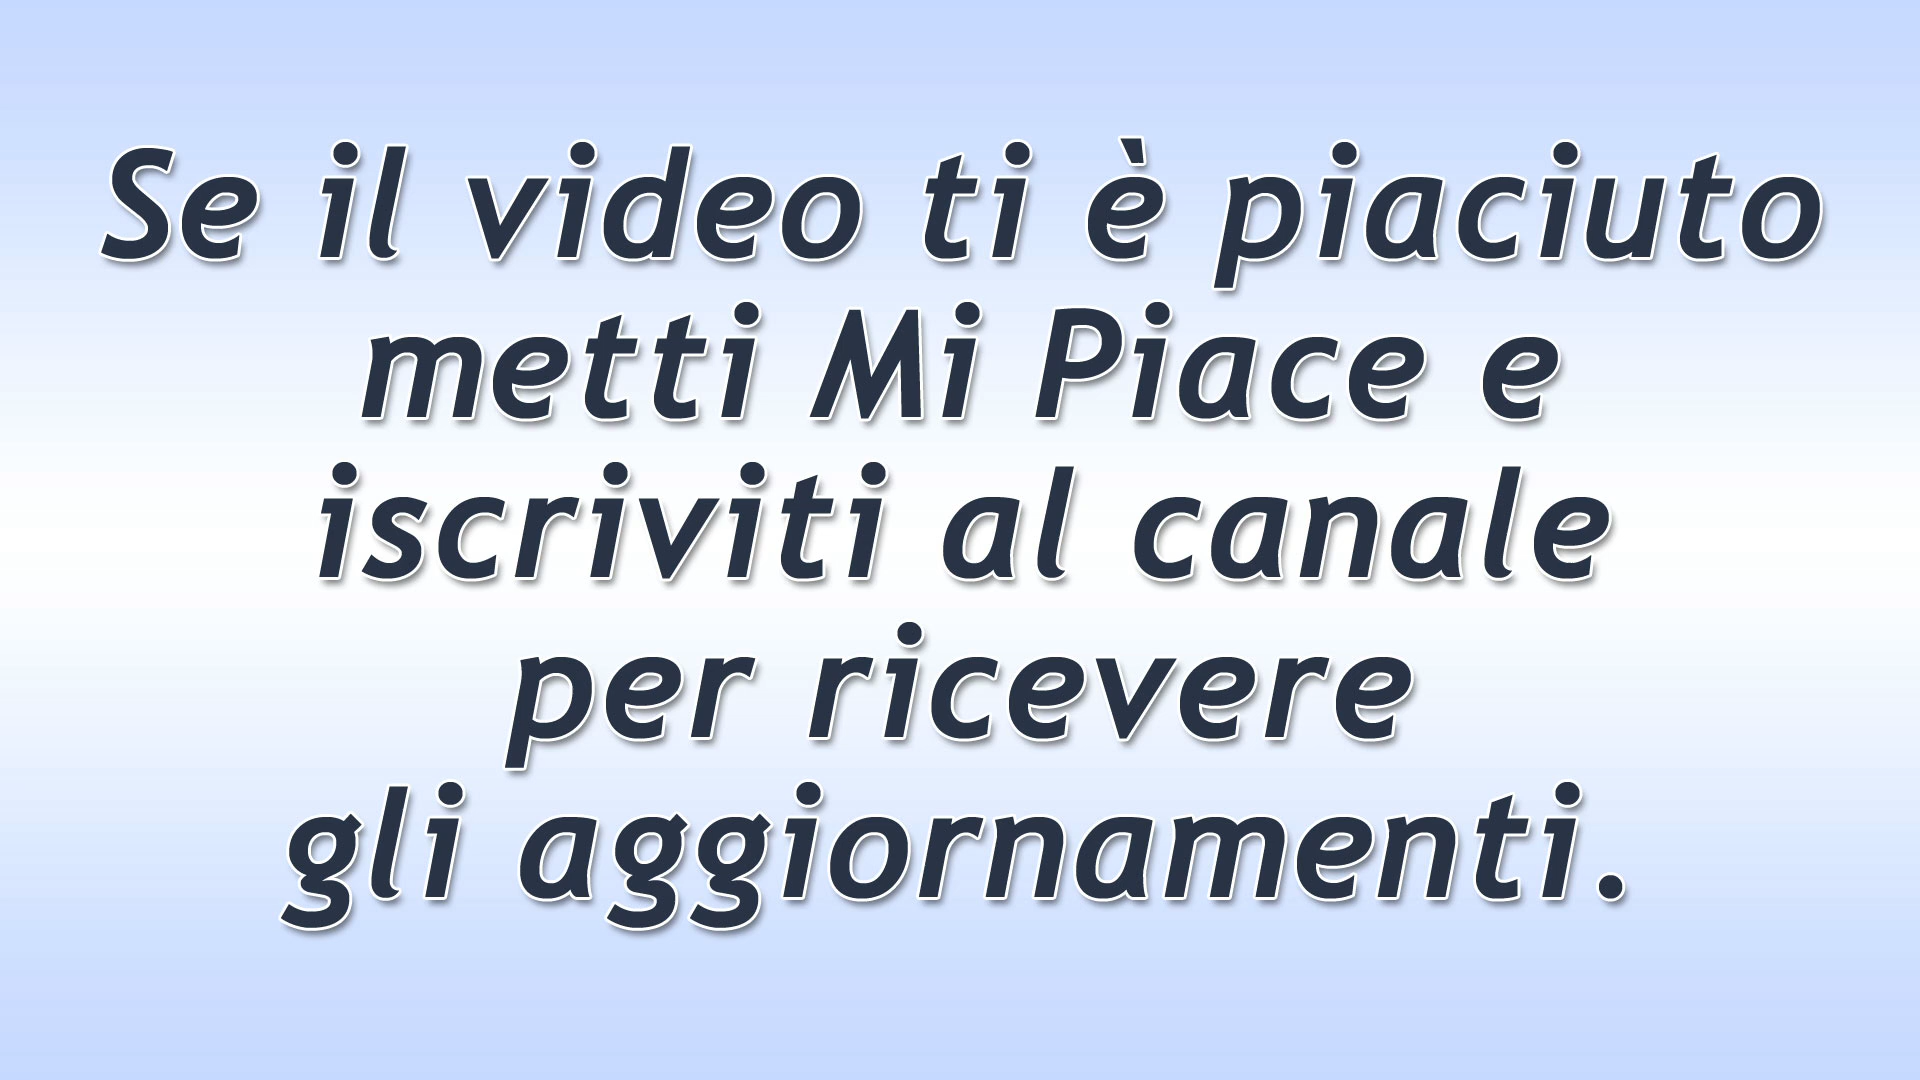 Se il video ti è piaciuto
metti Mi Piace e
iscriviti al canale
per ricevere
gli aggiornamenti.